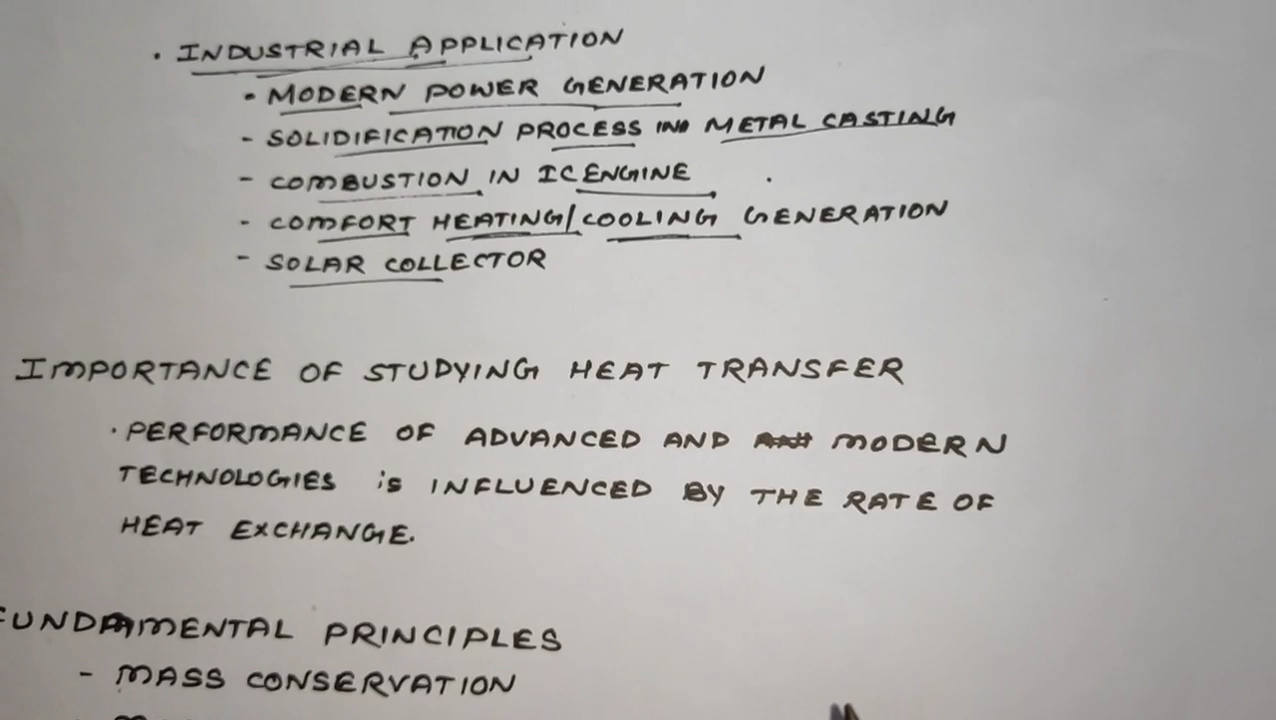 · INDUSTRIAL APPLICATION
- MODERN POWER GENERATION
- SOLIDIFICATION PROCESS IN METAL CASTING
- COMBUSTION IN IC ENGINE
- COMFORT HEATING/COOLING GENERATION
- SOLAR COLLECTOR
IMPORTANCE OF STUDYING HEAT TRANSFER
· PERFORMANCE OF ADVANCED AND MODERN
TECHNOLOGIES is INFLUENCED BY THE RATE OF
HEAT EXCHANGE.
FUNDAMENTAL PRINCIPLES
- MASS CONSERVATION